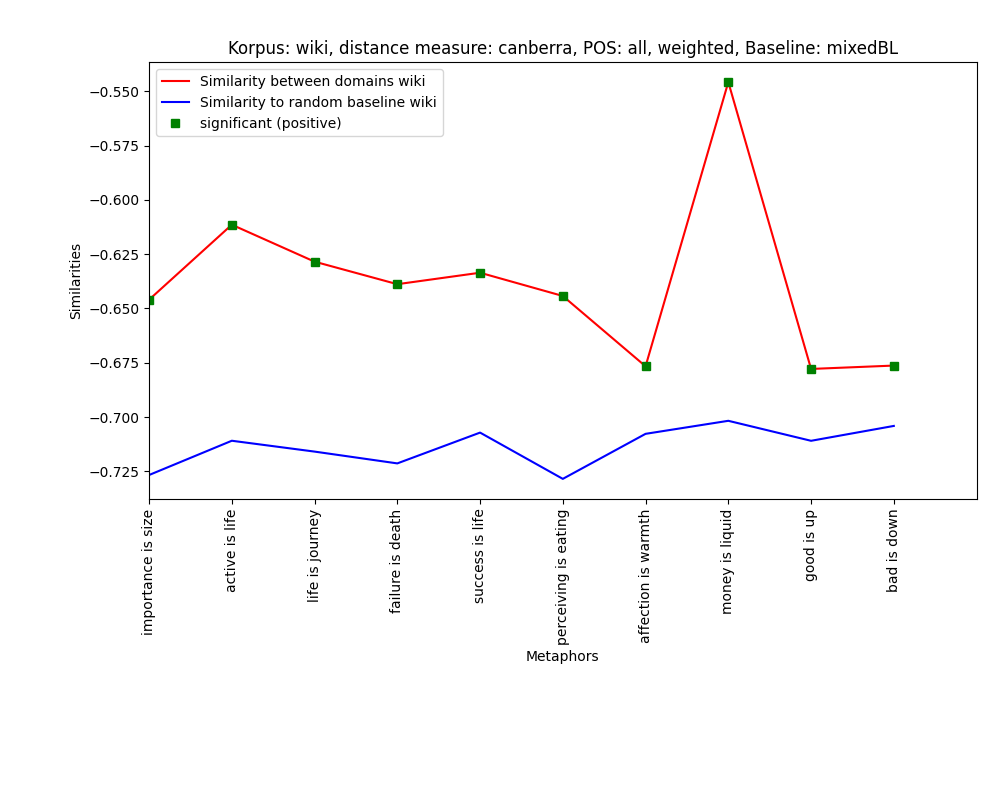 Korpus: wiki, distance measure: canberra, POS: all, weighted, Baseline: mixedBL
Similarity between domains wiki
Similarity to random baseline wiki
significant (positive)
−0.550
−0.575
−0.600
−0.625
−0.650
−0.675
−0.700
−0.725
Similarities
importance is size
active is life
life is journey
failure is death
success is life
perceiving is eating
affection is warmth
money is liquid
good is up
bad is down
Metaphors